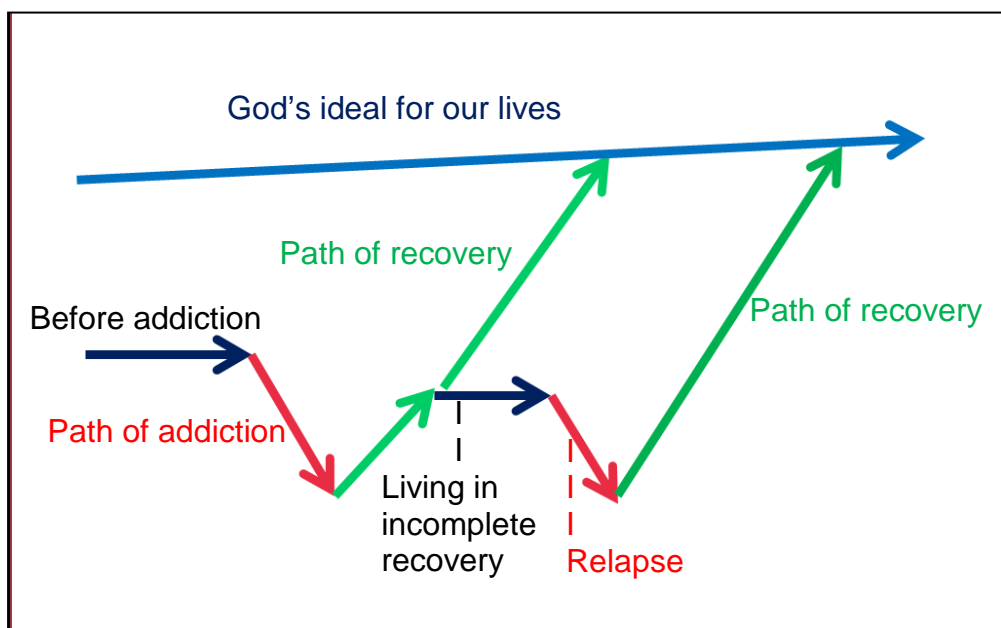 God’s ideal for our lives
Path of recovery
Path of recovery
Before addiction
Path of addiction
Living in
incomplete
recovery
Relapse